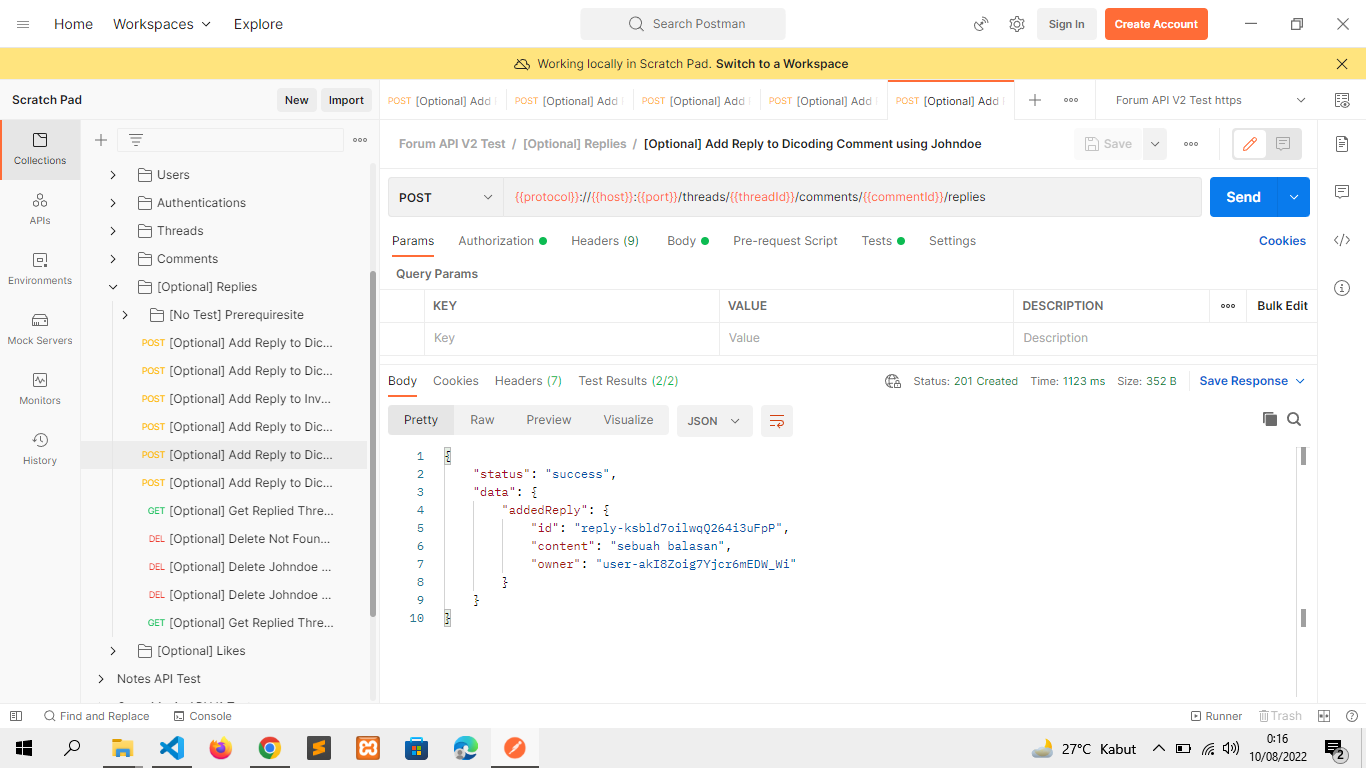 Home Workspaces Explore Search Postman Sign In Create Account
Working locally in Scratch Pad. Switch to a Workspace
Scratch Pad New Import
POST [Optional] Add POST [Optional] Add POST [Optional] Add POST [Optional] Add POST [Optional] Add Forum API V2 Test https
Collections
APIs
Environments
Mock Servers
Monitors
History
Users
Authentications
Threads
Comments
[Optional] Replies
[No Test] Prerequiresite
POST [Optional] Add Reply to Dic...
POST [Optional] Add Reply to Dic...
POST [Optional] Add Reply to Inv...
POST [Optional] Add Reply to Dic...
POST [Optional] Add Reply to Dic...
POST [Optional] Add Reply to Dic...
GET [Optional] Get Replied Thre...
DEL [Optional] Delete Not Foun...
DEL [Optional] Delete Johndoe ...
DEL [Optional] Delete Johndoe ...
GET [Optional] Get Replied Thre...
[Optional] Likes
Notes API Test
Forum API V2 Test / [Optional] Replies / [Optional] Add Reply to Dicoding Comment using Johndoe Save
POST {{protocol}}://{{host}}:{{port}}/threads/{{threadId}}/comments/{{commentId}}/replies Send
Params Authorization Headers (9) Body Pre-request Script Tests Settings Cookies
Query Params
KEY VALUE DESCRIPTION Bulk Edit
Key Value Description
Body Cookies Headers (7) Test Results (2/2) Status: 201 Created Time: 1123 ms Size: 352 B Save Response
Pretty Raw Preview Visualize JSON
1 {
2 "status": "success",
3 "data": {
4 "addedReply": {
5 "id": "reply-ksbld7oilwqQ264i3uFpP",
6 "content": "sebuah balasan",
7 "owner": "user-akI8Zoig7Yjcr6mEDW_Wi"
8 }
9 }
10 }
Find and Replace Console Runner Trash
27°C Kabut 0:16
10/08/2022 2